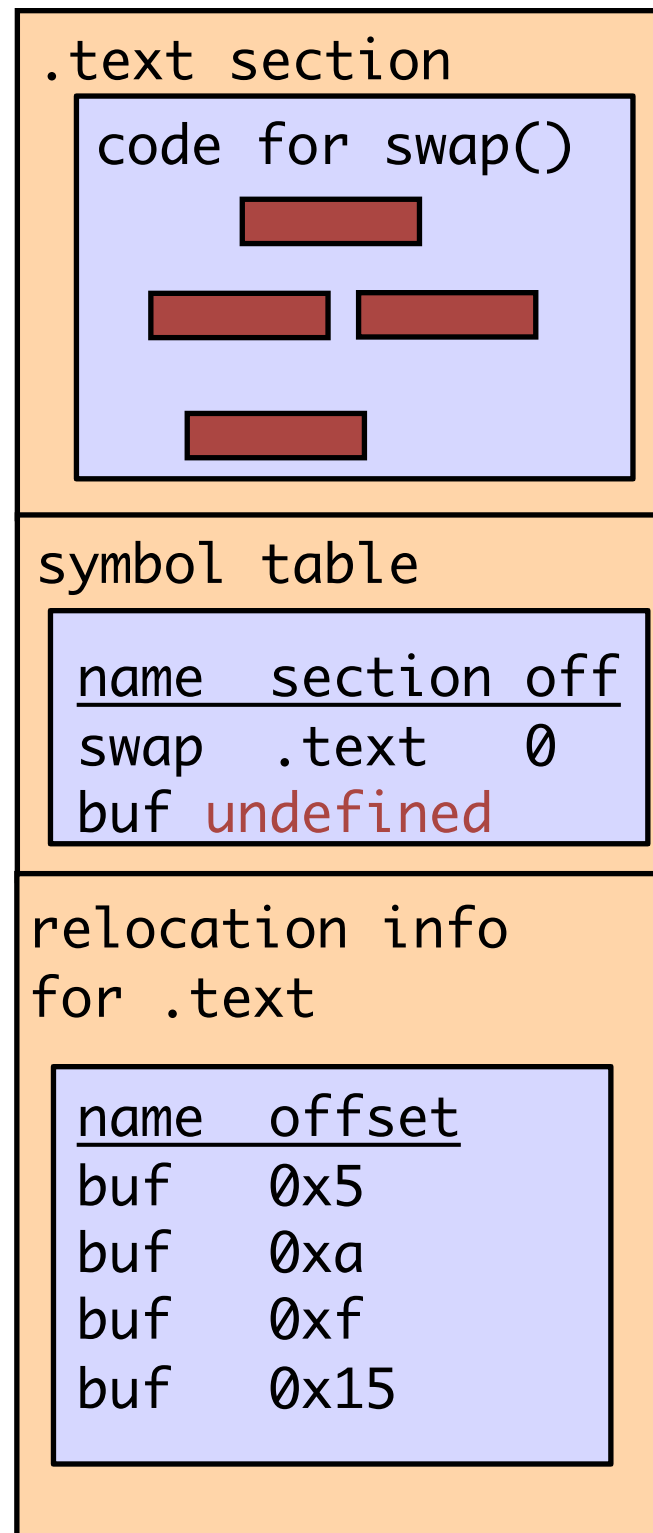 .text section
code for swap()
symbol table
name section off
swap .text 0
buf undefined
relocation info
for .text
name offset
buf 0x5
buf 0xa
buf 0xf
buf 0x15